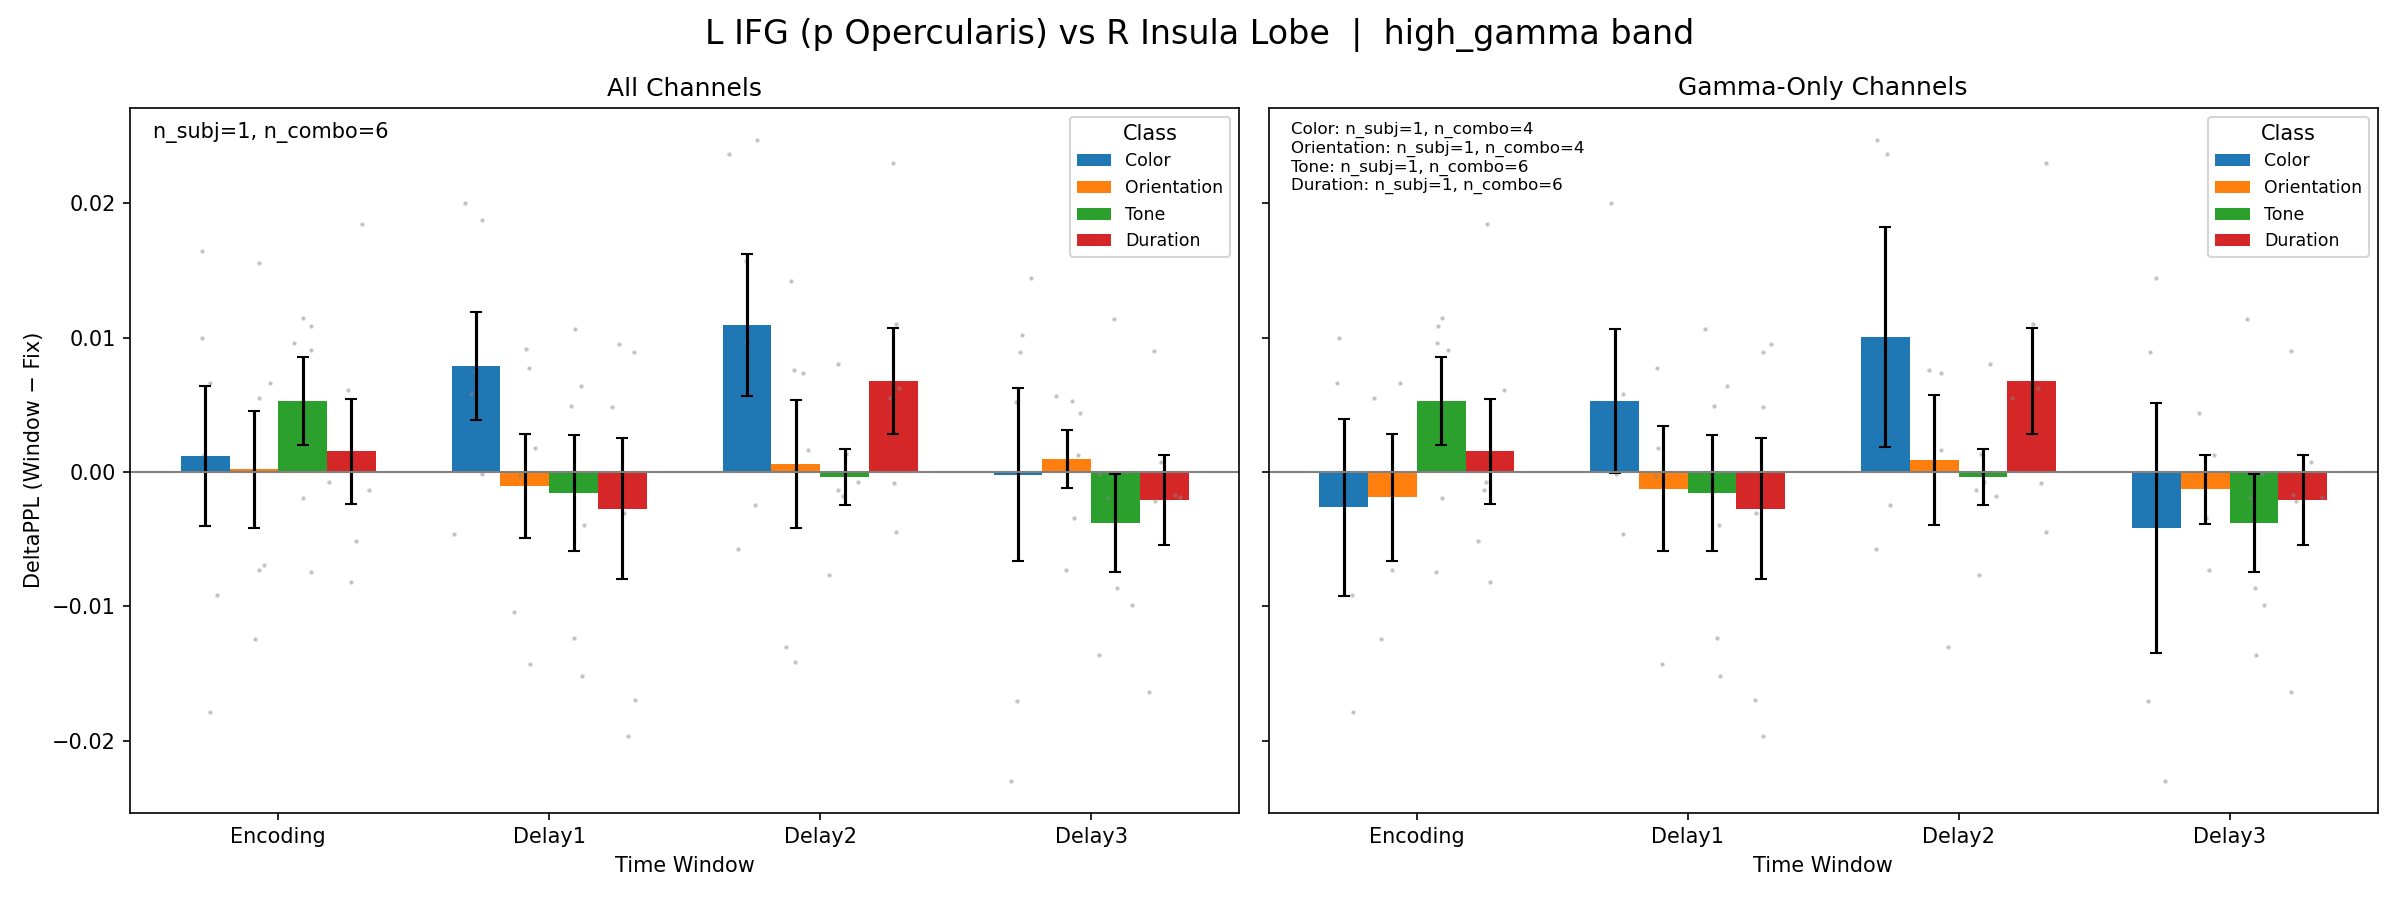 L IFG (p Opercularis) vs R Insula Lobe | high_gamma band
All Channels
n_subj=1, n_combo=6
Class
Color
Orientation
Tone
Duration
0.02
0.01
0.00
−0.01
−0.02
DeltaPPL (Window − Fix)
Encoding
Delay1
Delay2
Delay3
Time Window
Gamma-Only Channels
Color: n_subj=1, n_combo=4
Orientation: n_subj=1, n_combo=4
Tone: n_subj=1, n_combo=6
Duration: n_subj=1, n_combo=6
Class
Color
Orientation
Tone
Duration
Encoding
Delay1
Delay2
Delay3
Time Window